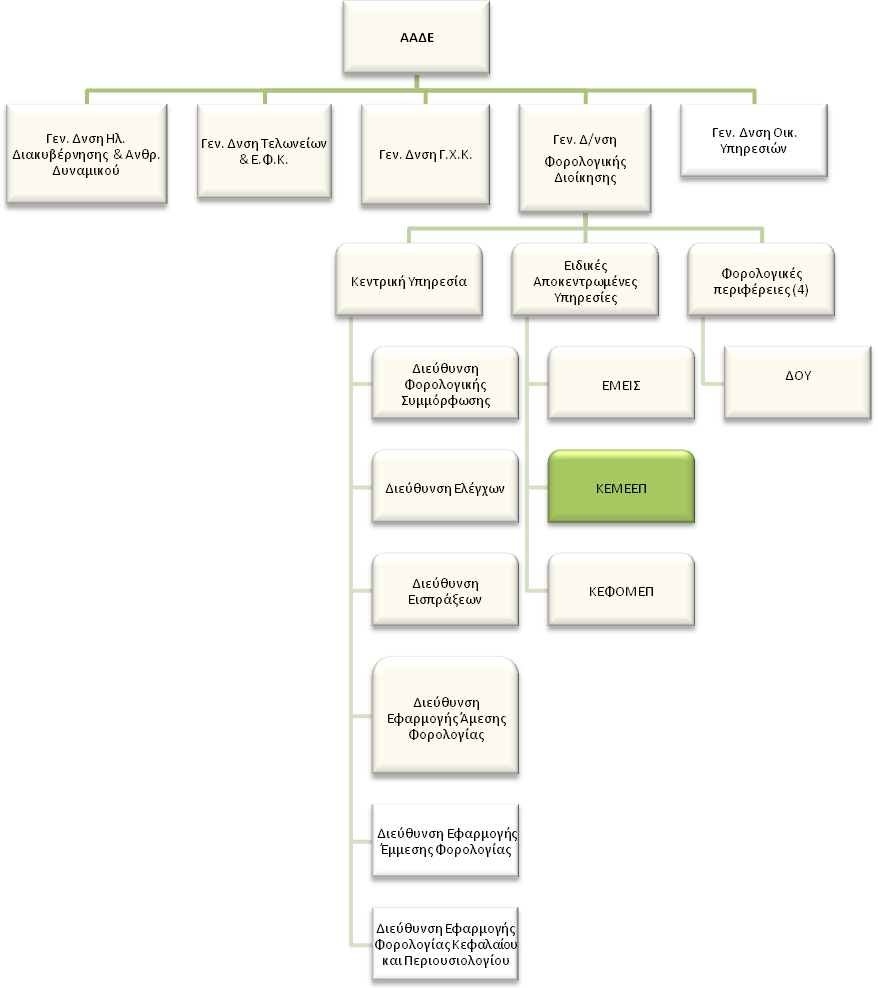 ΑΑΔΕ
Γεν. Δνση Ηλ.
Διακυβέρνησης & Ανθρ.
Δυναμικού
Γεν. Δνση Τελωνείων
& Ε.Φ.Κ.
Γεν. Δνση Γ.Χ.Κ.
Γεν. Δ/νση
Φορολογικής
Διοίκησης
Γεν. Δνση Οικ.
Υπηρεσιών
Κεντρική Υπηρεσία
Ειδικές
Αποκεντρωμένες
Υπηρεσίες
Φορολογικές
περιφέρειες (4)
Διεύθυνση
Φορολογικής
Συμμόρφωσης
ΕΜΕΙΣ
ΔΟΥ
Διεύθυνση Ελέγχων
ΚΕΜΕΕΠ
Διεύθυνση
Εισπράξεων
ΚΕΦΟΜΕΠ
Διεύθυνση
Εφαρμογής Άμεσης
Φορολογίας
Διεύθυνση Εφαρμογής
Έμμεσης Φορολογίας
Διεύθυνση Εφαρμογής
Φορολογίας Κεφαλαίου
και Περιουσιολογίου